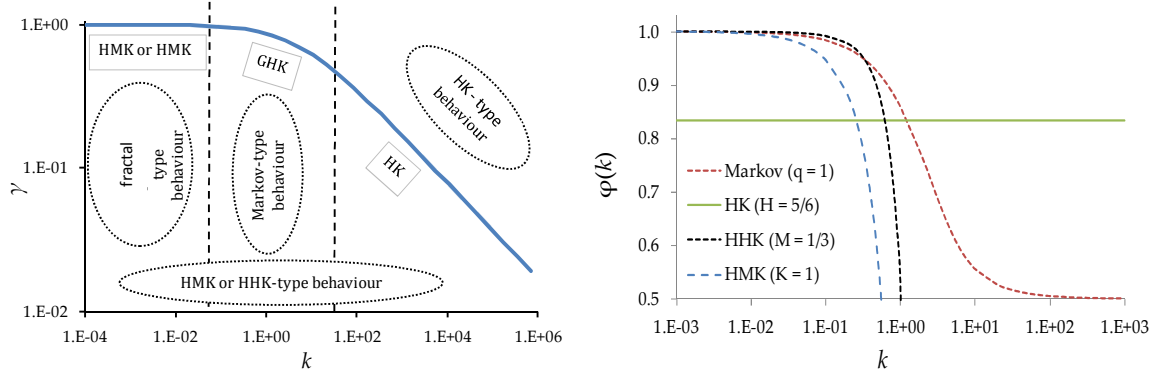 1.E+00
1.E-01
1.E-02
γ
HMK or HMK
GHK
HK
fractal
-
type
behaviour
Markov-type
behaviour
HK- type
behaviour
HMK or HHK-type behaviour
1.E-04
1.E-02
1.E+00
1.E+02
1.E+04
1.E+06
k
1.0
0.9
0.8
0.7
0.6
0.5
φ(k)
Markov (q = 1)
HK (H = 5/6)
HHK (M = 1/3)
HMK (K = 1)
1.E-03
1.E-02
1.E-01
1.E+00
1.E+01
1.E+02
1.E+03
k